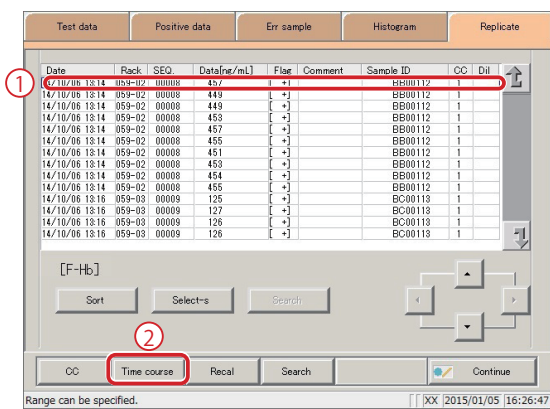 Test data Positive data Err sample Histogram Replicate
Date Rack SEQ. Data[ng/mL] Flag Comment Sample ID CC Dil
1
14/10/06 13:14 059-02 00008 457 [ +] BB00112 1
14/10/06 13:14 059-02 00008 449 [ +] BB00112 1
14/10/06 13:14 059-02 00008 449 [ +] BB00112 1
14/10/06 13:14 059-02 00008 453 [ +] BB00112 1
14/10/06 13:14 059-02 00008 457 [ +] BB00112 1
14/10/06 13:14 059-02 00008 455 [ +] BB00112 1
14/10/06 13:14 059-02 00008 451 [ +] BB00112 1
14/10/06 13:14 059-02 00008 453 [ +] BB00112 1
14/10/06 13:14 059-02 00008 454 [ +] BB00112 1
14/10/06 13:14 059-02 00008 455 [ +] BB00112 1
14/10/06 13:16 059-03 00009 125 [ +] BC00113 1
14/10/06 13:16 059-03 00009 127 [ +] BC00113 1
14/10/06 13:16 059-03 00009 126 [ +] BC00113 1
14/10/06 13:16 059-03 00009 126 [ +] BC00113 1
[F-Hb]
Sort Select-s Search
2
CC Time course Recal Search Continue
Range can be specified. XX 2015/01/05 16:26:47